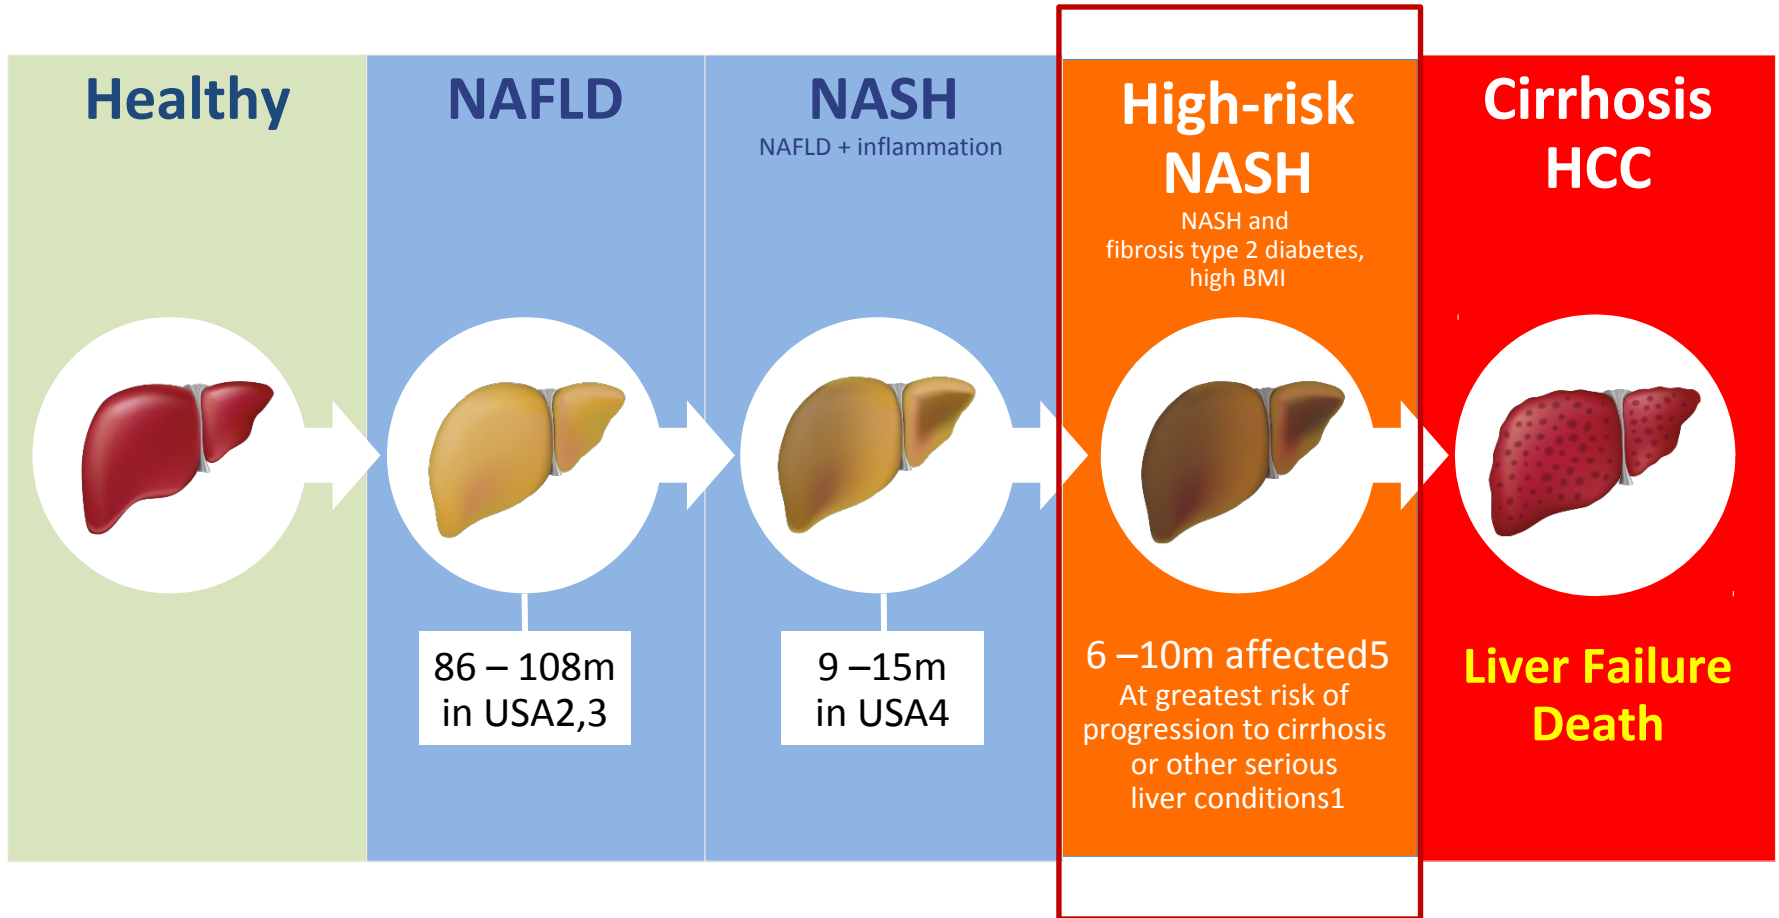 Healthy
NAFLD
NASH
NAFLD + inflammation
High-risk
NASH
NASH and
fibrosis type 2 diabetes,
high BMI
Cirrhosis
HCC
86 – 108m
in USA2,3
9 –15m
in USA4
6 –10m affected5
At greatest risk of
progression to cirrhosis
or other serious
liver conditions1
Liver Failure
Death